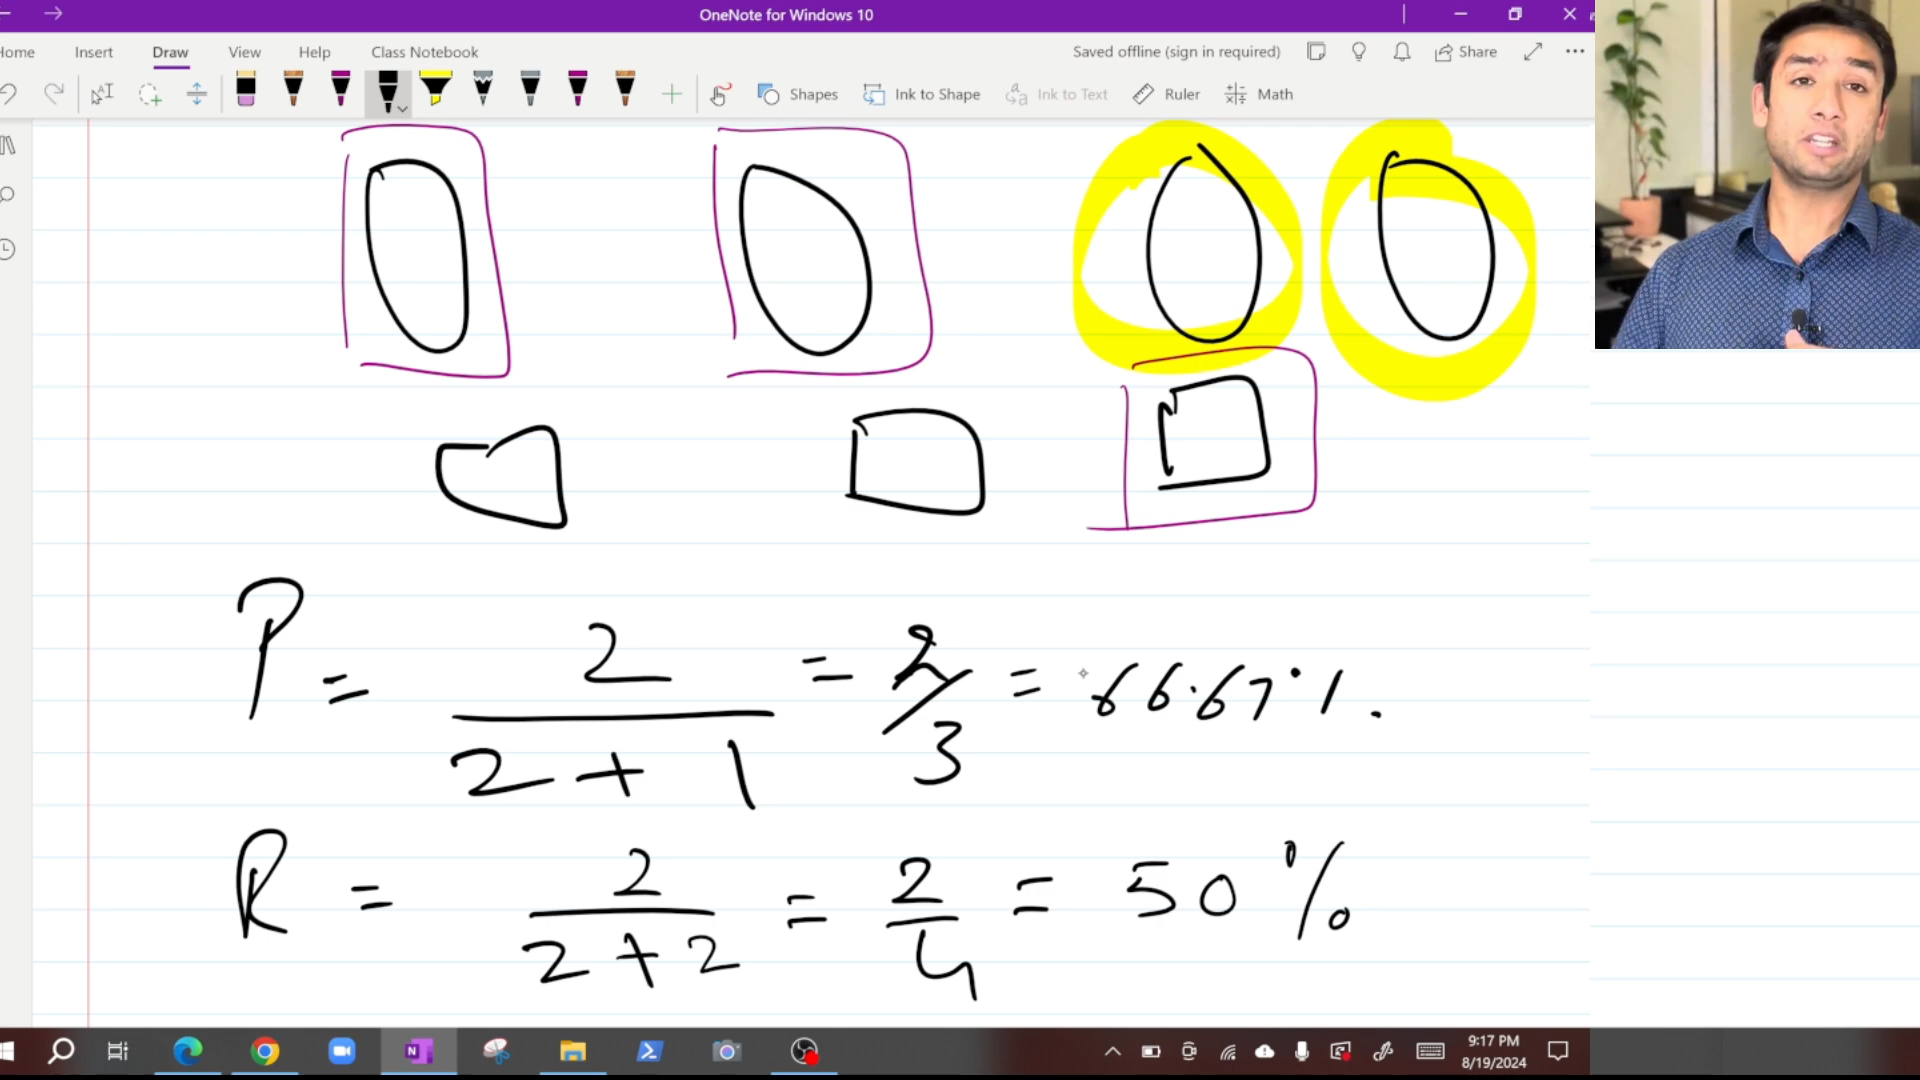 OneNote for Windows 10
Home Insert Draw View Help Class Notebook Saved offline (sign in required) Share
Shapes Ink to Shape Ink to Text Ruler Math
P = 2 / 2 + 1 = 2/3 = 66.67%.
R = 2 / 2 + 2 = 2 / 4 = 50%
9:17 PM
8/19/2024